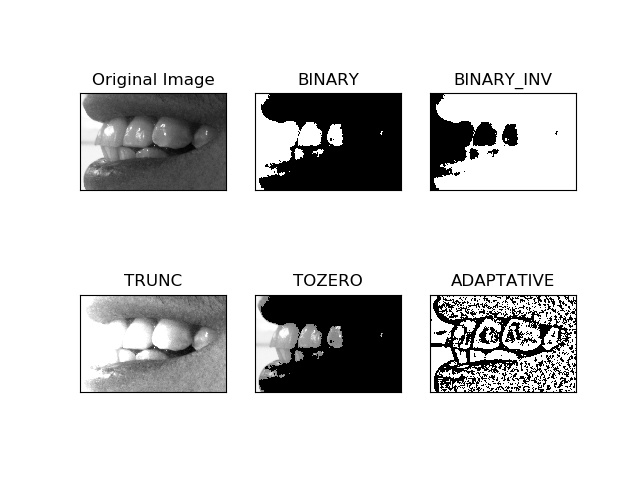 Original Image
BINARY
BINARY_INV
TRUNC
TOZERO
ADAPTATIVE